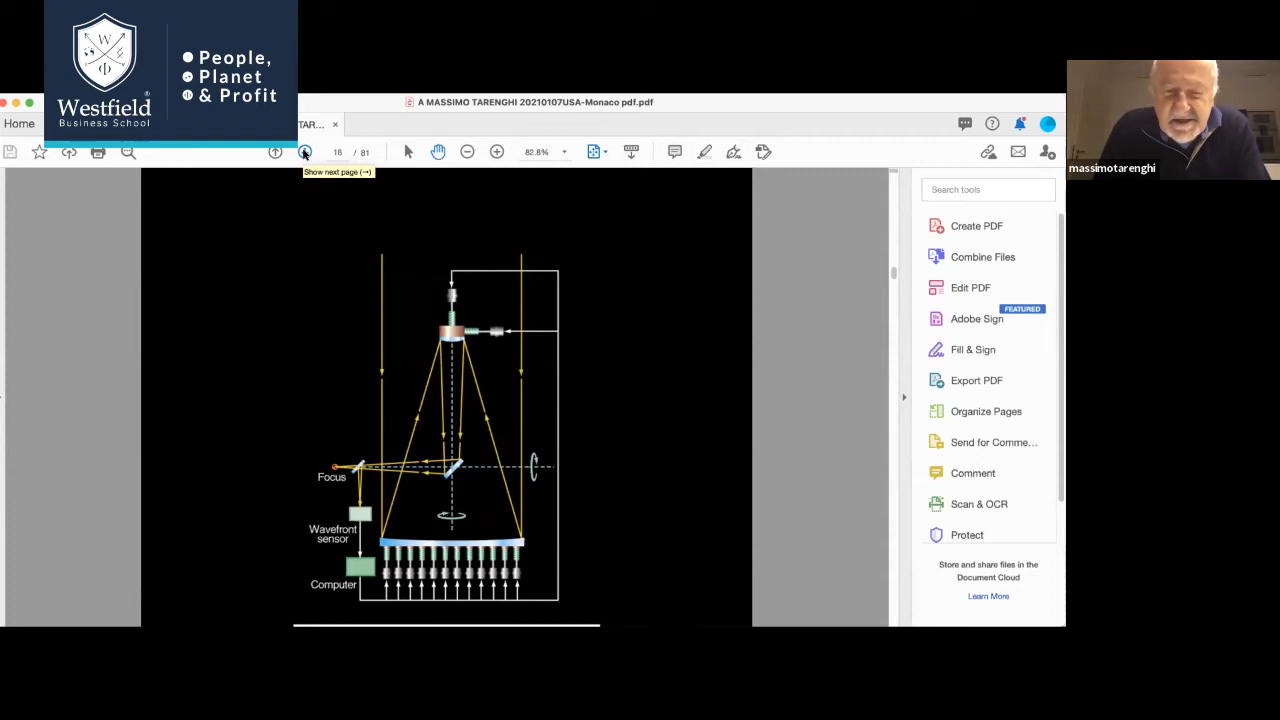 Westfield
Business School
People,
Planet
& Profit
A MASSIMO TARENGHI 20210107USA-Monaco pdf.pdf
Home
TAR...
18 / 81
82.8%
Show next page (→)
massimotarenghi
Search tools
Create PDF
Combine Files
Edit PDF
FEATURED
Adobe Sign
Fill & Sign
Export PDF
Organize Pages
Send for Comme...
Comment
Scan & OCR
Protect
Store and share files in the
Document Cloud
Learn More
Focus
Wavefront
sensor
Computer